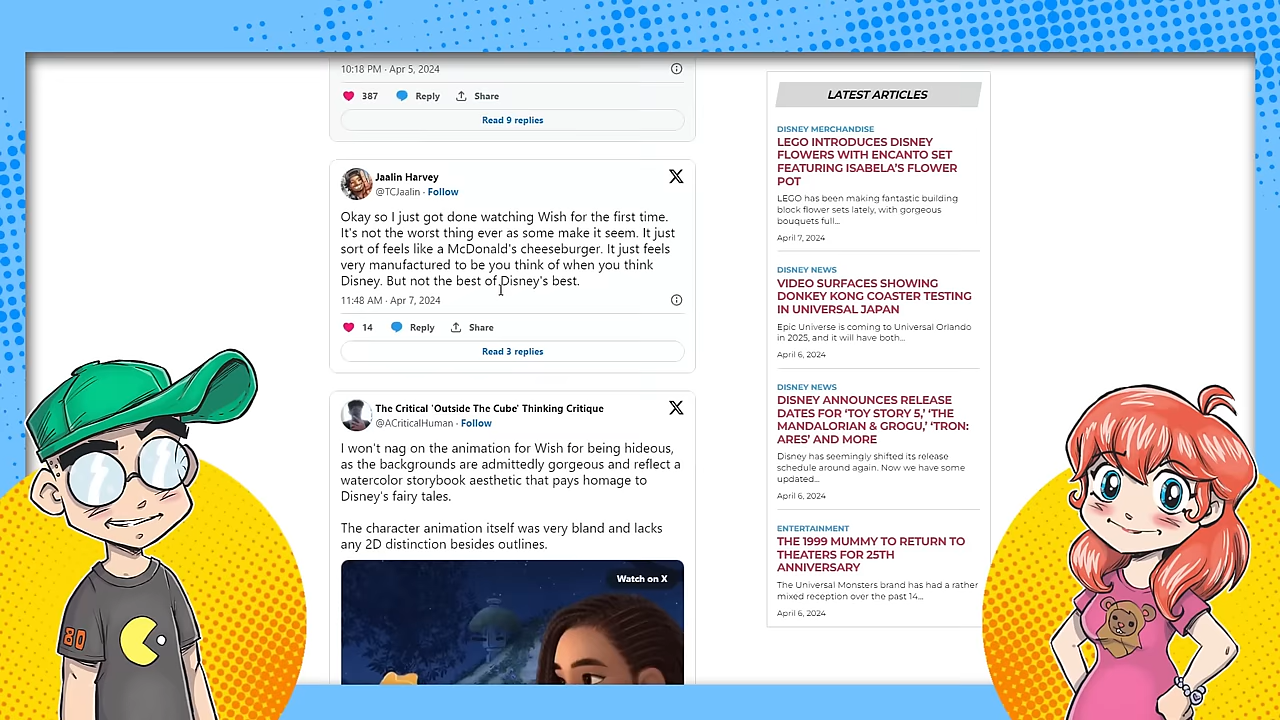 10:18 PM · Apr 5, 2024
387 Reply Share
Read 9 replies
Jaalin Harvey
@TCJaalin · Follow
Okay so I just got done watching Wish for the first time.
It's not the worst thing ever as some make it seem. It just
sort of feels like a McDonald's cheeseburger. It just feels
very manufactured to be you think of when you think
Disney. But not the best of Disney's best.
11:48 AM · Apr 7, 2024
14 Reply Share
Read 3 replies
The Critical 'Outside The Cube' Thinking Critique
@ACriticalHuman · Follow
I won't nag on the animation for Wish for being hideous,
as the backgrounds are admittedly gorgeous and reflect a
watercolor storybook aesthetic that pays homage to
Disney's fairy tales.
The character animation itself was very bland and lacks
any 2D distinction besides outlines.
Watch on X
LATEST ARTICLES
DISNEY MERCHANDISE
LEGO INTRODUCES DISNEY
FLOWERS WITH ENCANTO SET
FEATURING ISABELA'S FLOWER
POT
LEGO has been making fantastic building
block flower sets lately, with gorgeous
bouquets full...
April 7, 2024
DISNEY NEWS
VIDEO SURFACES SHOWING
DONKEY KONG COASTER TESTING
IN UNIVERSAL JAPAN
Epic Universe is coming to Universal Orlando
in 2025, and it will have both...
April 6, 2024
DISNEY NEWS
DISNEY ANNOUNCES RELEASE
DATES FOR 'TOY STORY 5,' 'THE
MANDALORIAN & GROGU,' 'TRON:
ARES' AND MORE
Disney has seemingly shifted its release
schedule around again. Now we have some
updated...
April 6, 2024
ENTERTAINMENT
THE 1999 MUMMY TO RETURN TO
THEATERS FOR 25TH
ANNIVERSARY
The Universal Monsters brand has had a rather
mixed reception over the past 14...
April 6, 2024
80